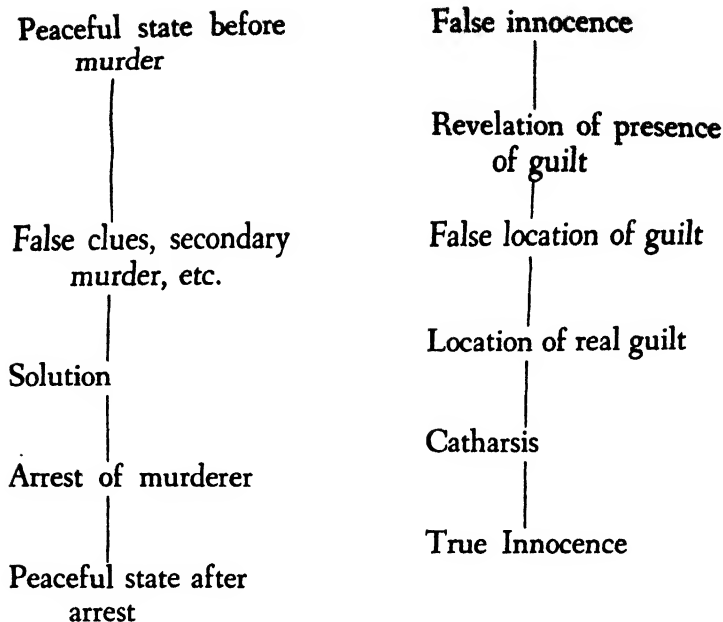 Peaceful state before
murder
False clues, secondary
murder, etc.
Solution
Arrest of murderer
Peaceful state after
arrest
False innocence
Revelation of presence
of guilt
False location of guilt
Location of real guilt
Catharsis
True Innocence